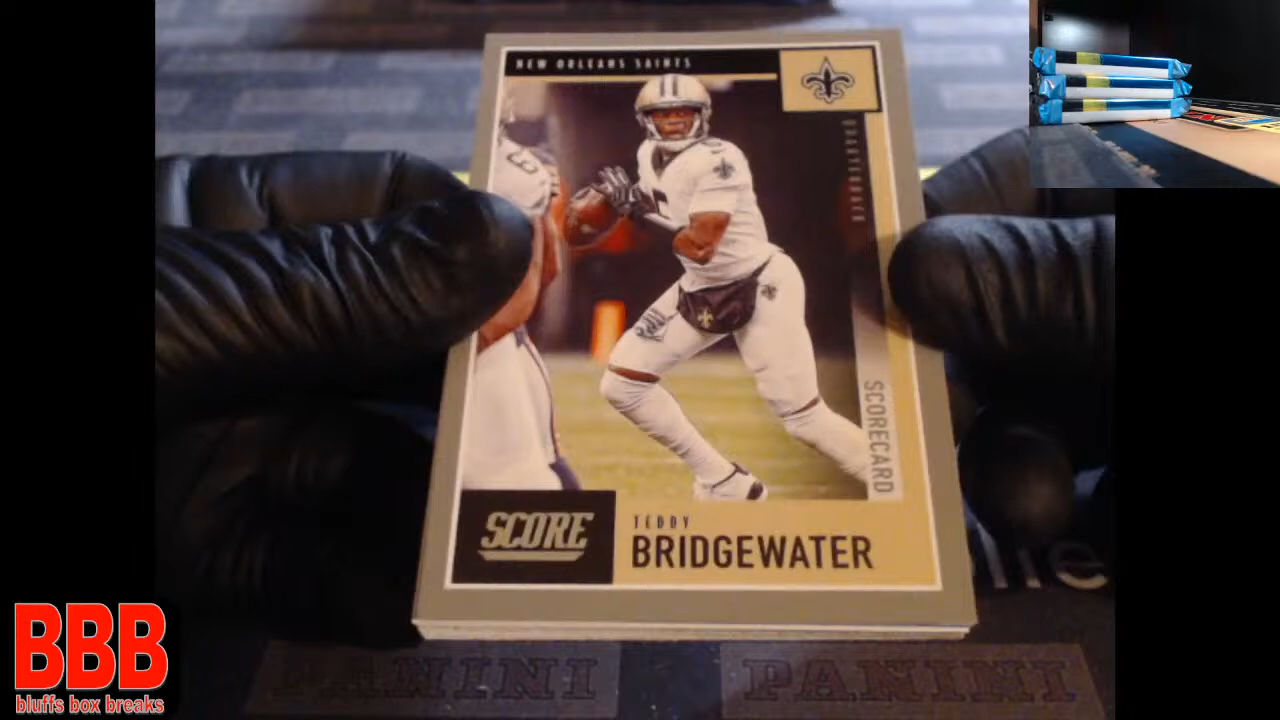 NEW ORLEANS SAINTS
QUARTERBACK
SCORECARD
SCORE
TEDDY
BRIDGEWATER
PANINI PANINI
BBB
bluffs box breaks